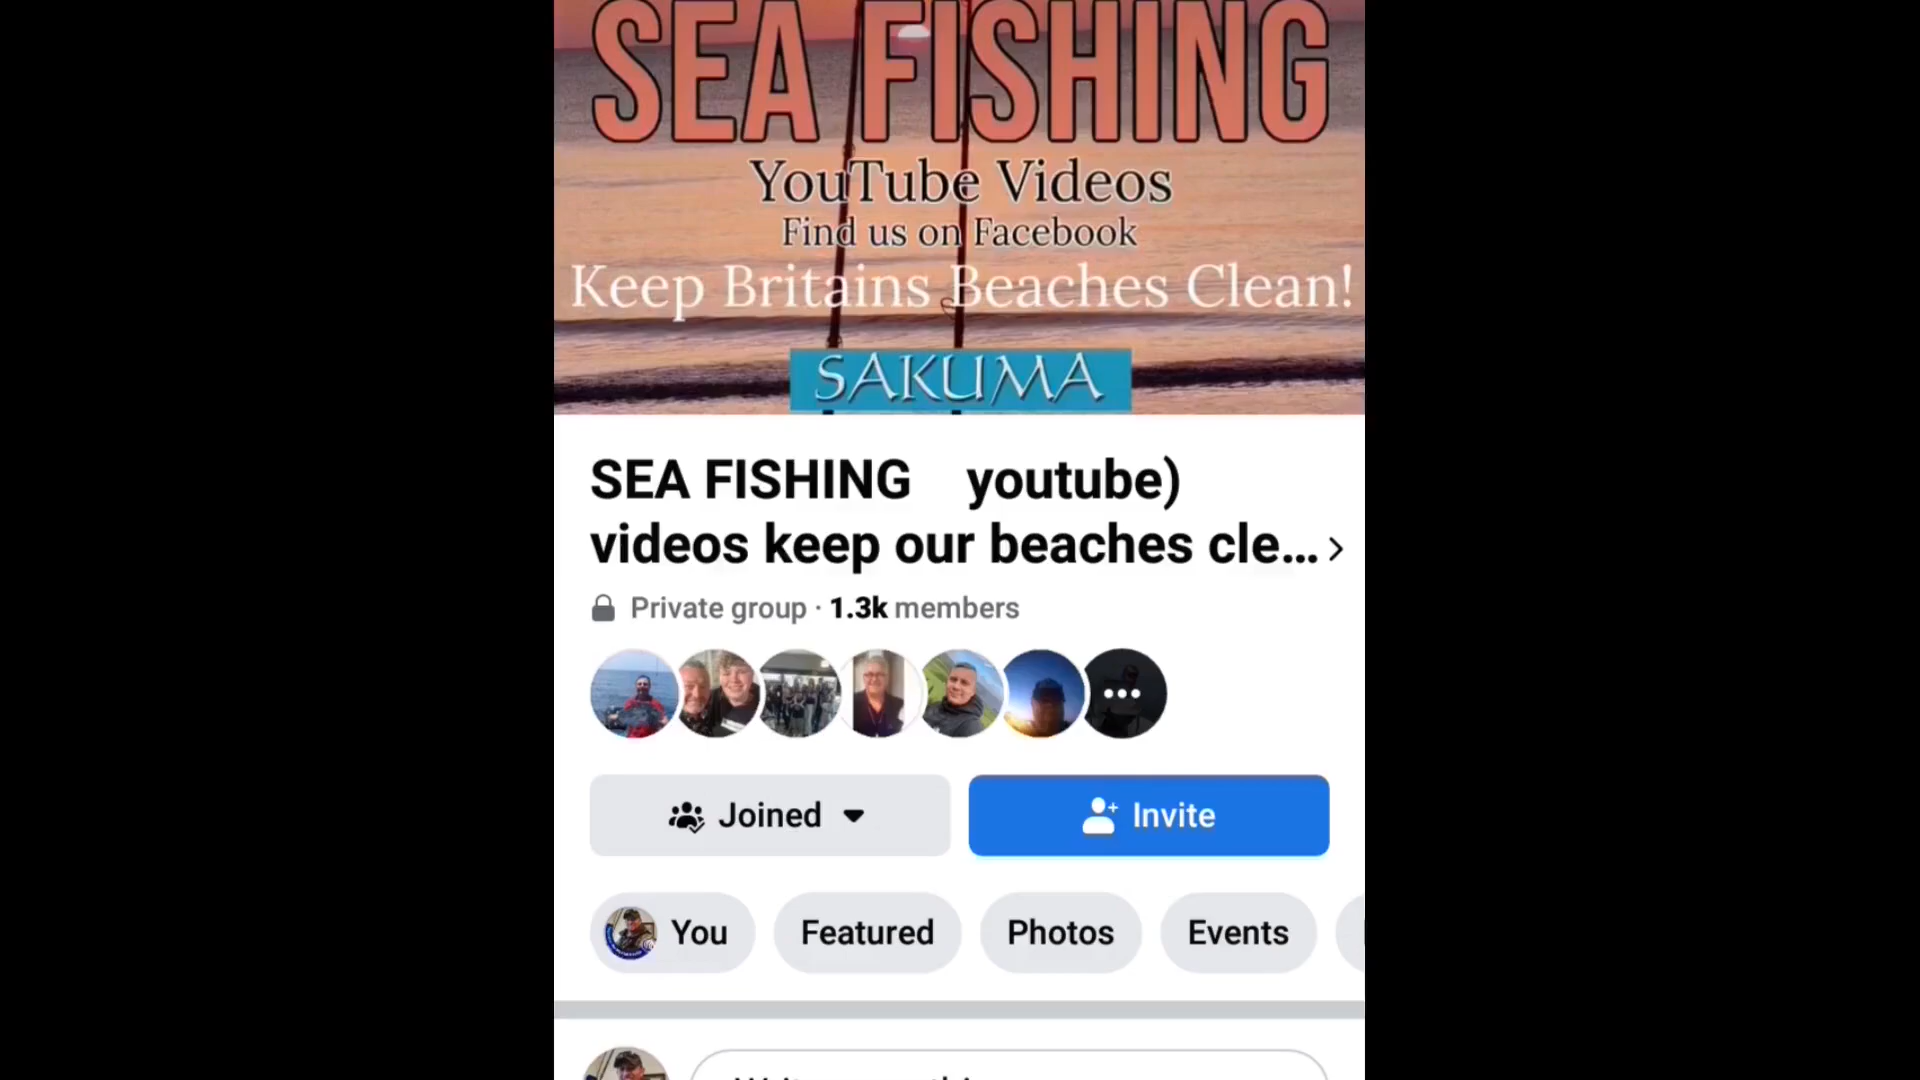 SEA FISHING
YouTube Videos
Find us on Facebook
Keep Britains Beaches Clean!
SAKUMA
SEA FISHING youtube)
videos keep our beaches cle...
Private group · 1.3k members
Joined
Invite
You
Featured
Photos
Events